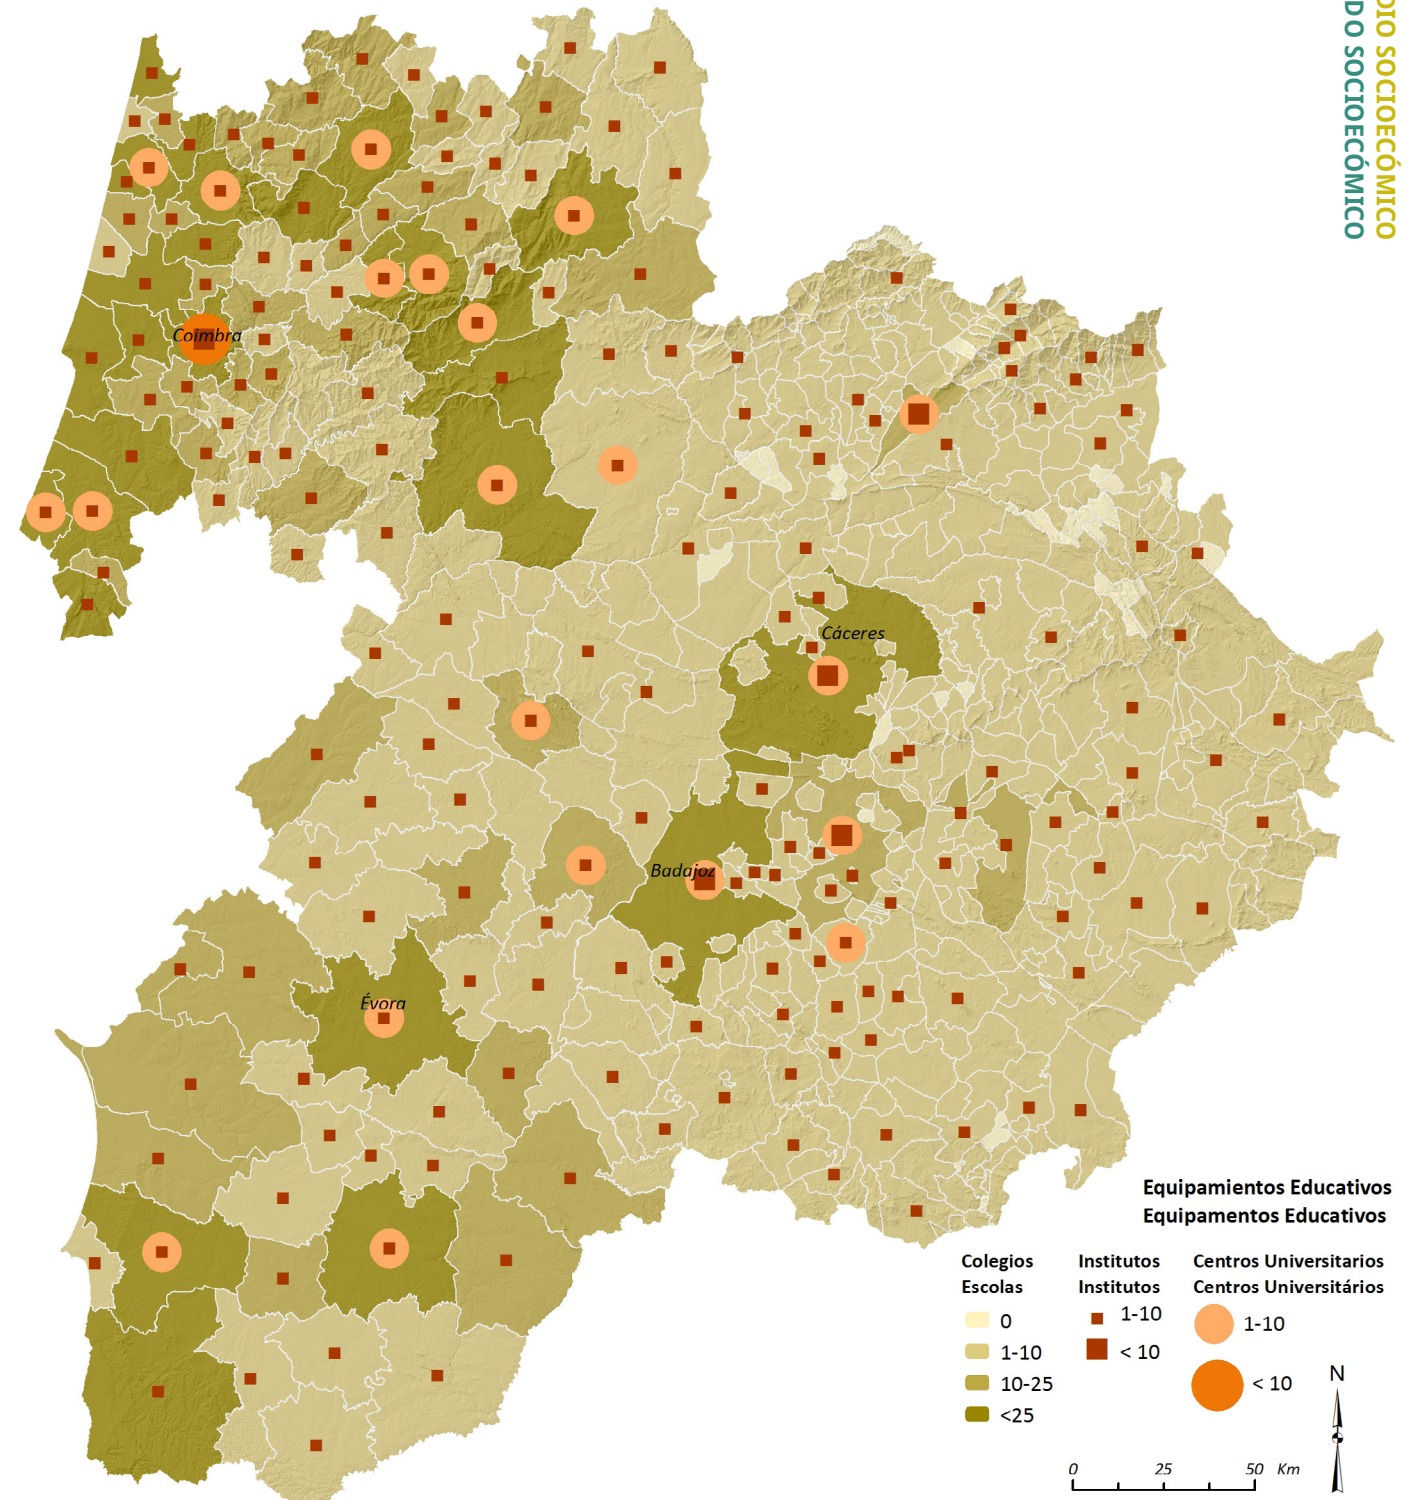 DIO SOCIOECÓMICO
DO SOCIOECÓMICO
Coimbra
Cáceres
Badajoz
Évora
Equipamientos Educativos
Equipamentos Educativos
Colegios
Escolas
0
1-10
10-25
<25
Institutos
Institutos
1-10
< 10
Centros Universitarios
Centros Universitários
1-10
< 10
N
0 25 50 Km